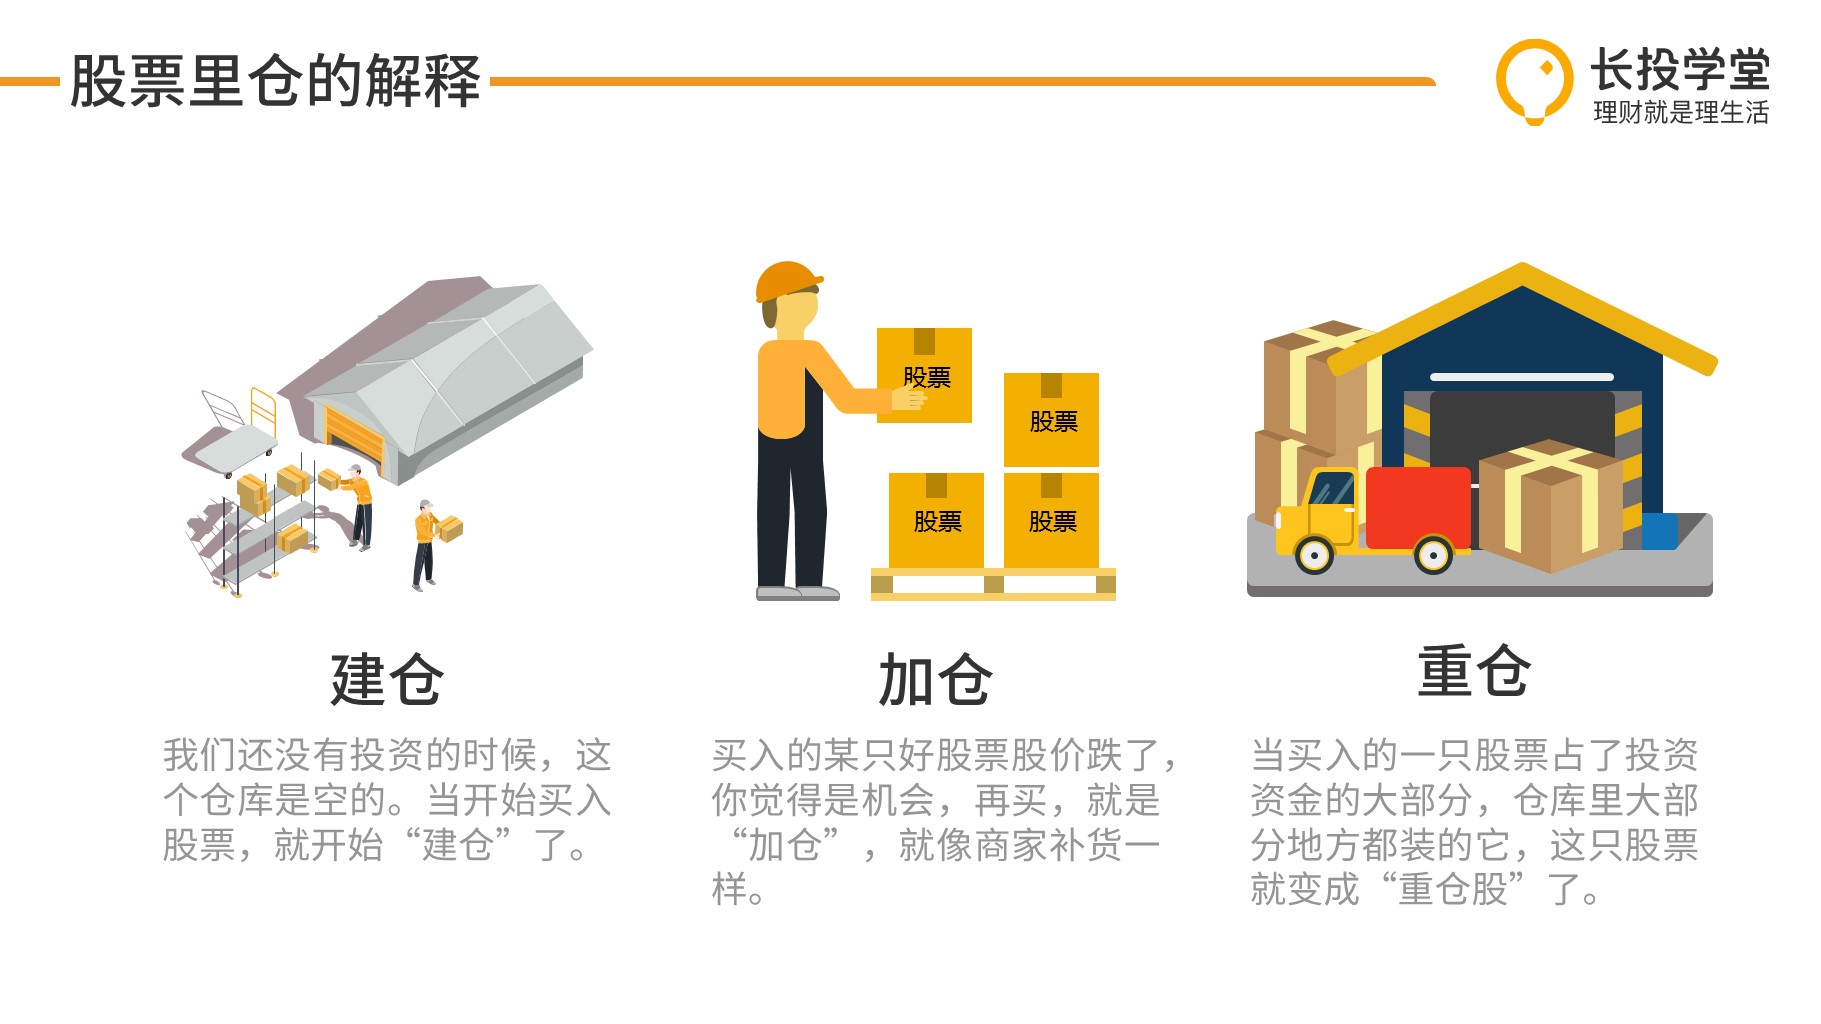 股票里仓的解释
长投学堂
理财就是理生活
股票
股票
股票
股票
建仓
我们还没有投资的时候，这
个仓库是空的。当开始买入
股票，就开始“建仓”了。
加仓
买入的某只好股票股价跌了，
你觉得是机会，再买，就是
“加仓”，就像商家补货一
样。
重仓
当买入的一只股票占了投资
资金的大部分，仓库里大部
分地方都装的它，这只股票
就变成“重仓股”了。